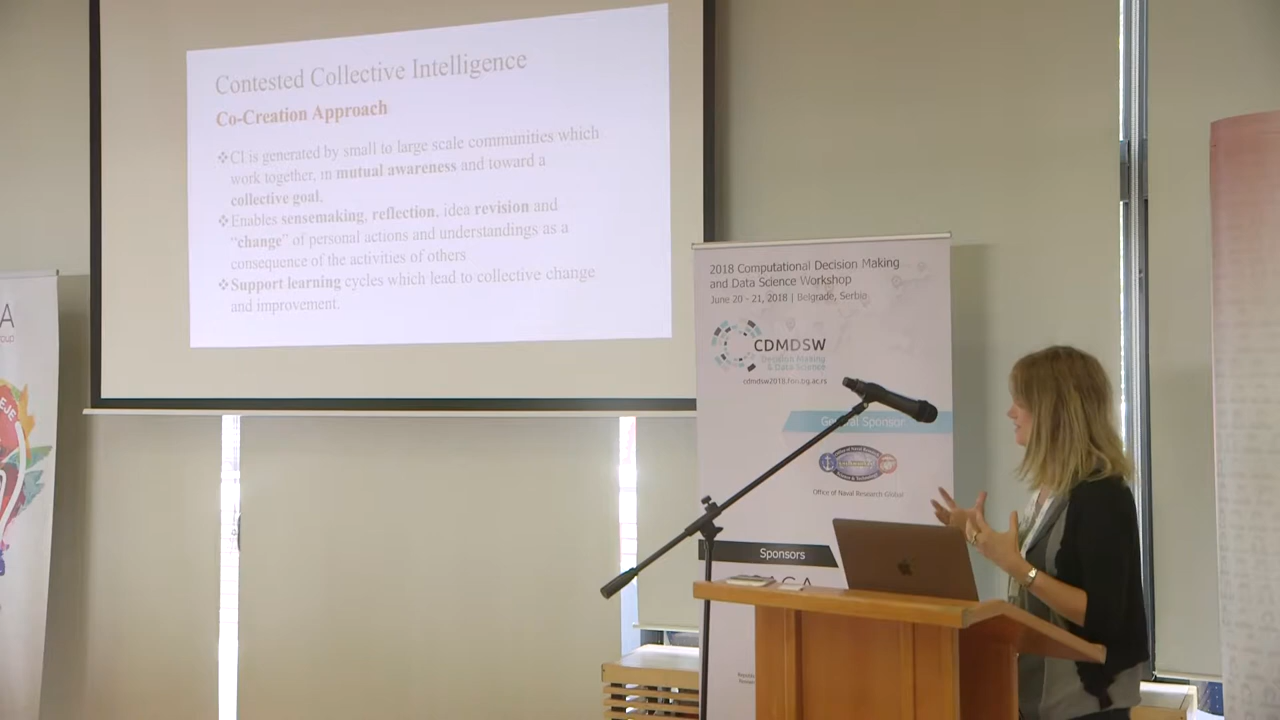 Contested Collective Intelligence
Co-Creation Approach
❖CI is generated by small to large scale communities which
work together, in mutual awareness and toward a
collective goal.
❖Enables sensemaking, reflection, idea revision and
“change” of personal actions and understandings as a
consequence of the activities of others
❖Support learning cycles which lead to collective change
and improvement.
2018 Computational Decision Making
and Data Science Workshop
June 20 - 21, 2018 | Belgrade, Serbia
CDMDSW
Decision Making
& Data Science
cdmdsw2018.fon.bg.ac.rs
Sponsor
Office of Naval Research Global
Sponsors
A
EJE